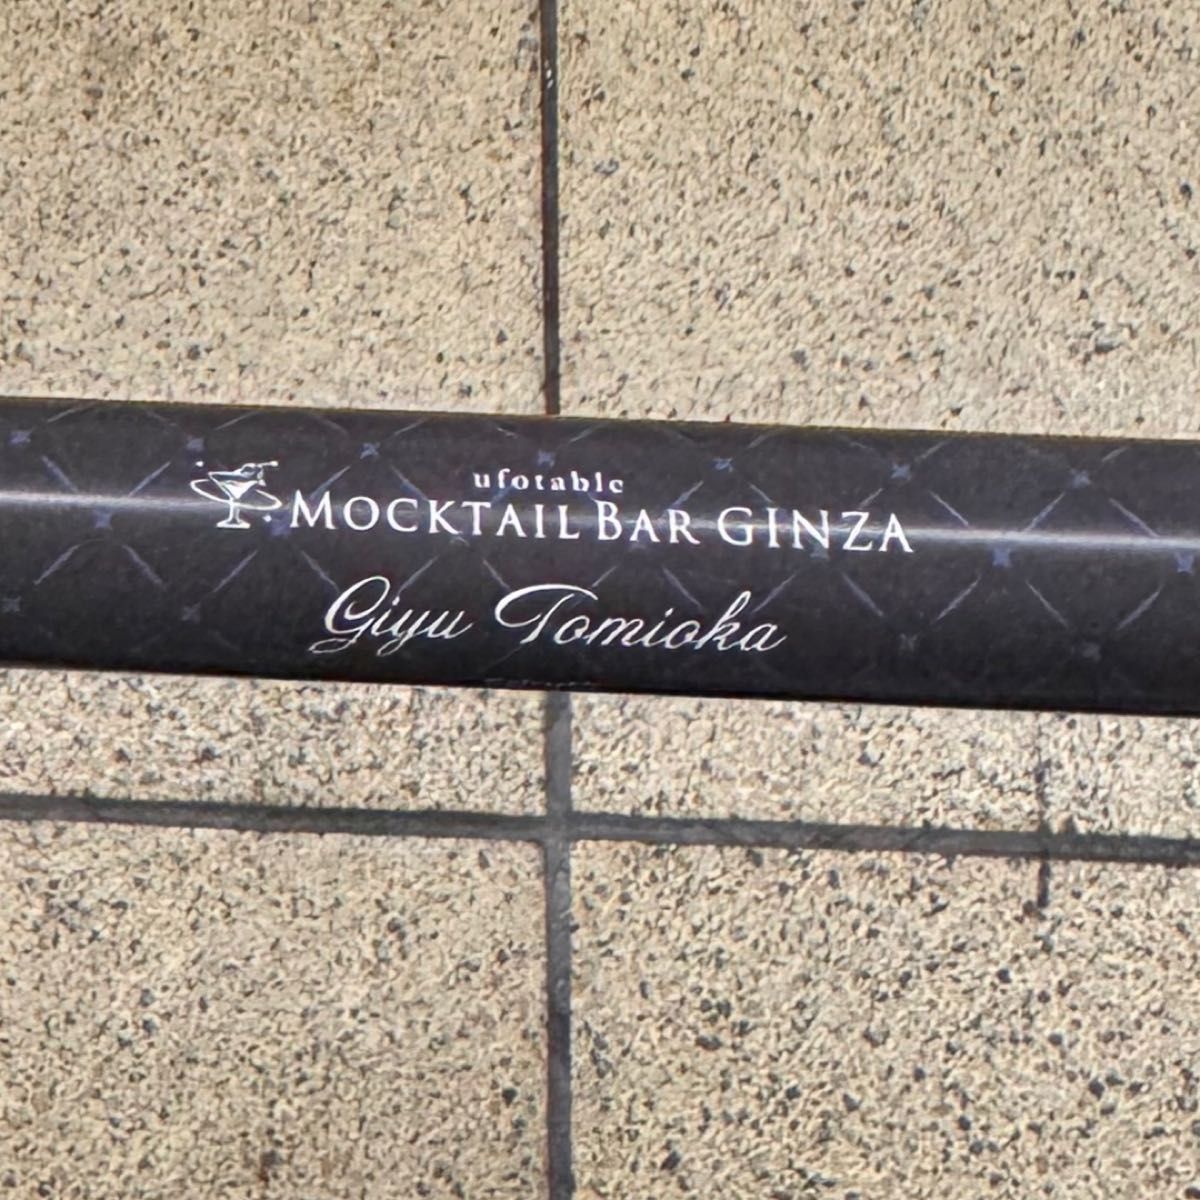 ufotable
MOCKTAIL BAR GINZA
Giyu Tomioka